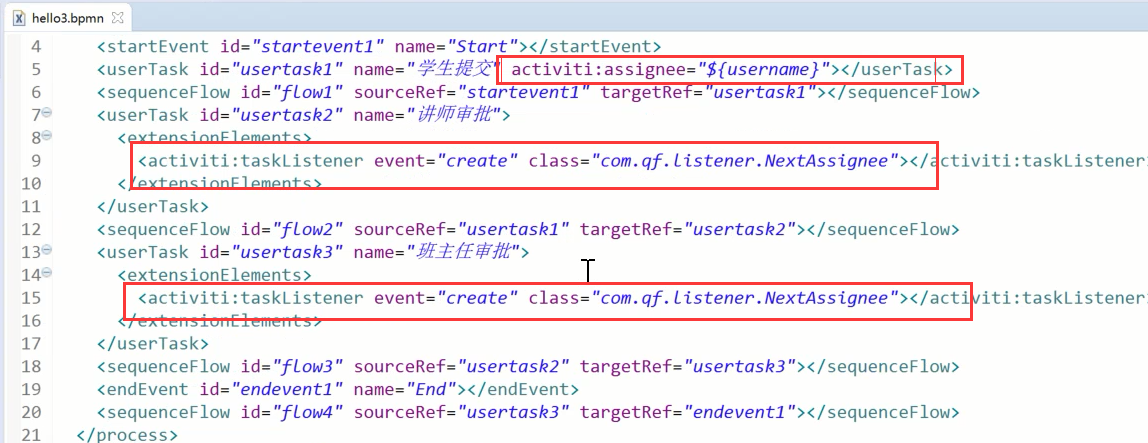 hello3.bpmn
4 <startEvent id="startevent1" name="Start"></startEvent>
5 <userTask id="usertask1" name="学生提交" activiti:assignee="${username}"></userTask>
6 <sequenceFlow id="flow1" sourceRef="startevent1" targetRef="usertask1"></sequenceFlow>
7 <userTask id="usertask2" name="讲师审批">
8 <extensionElements>
9 <activiti:taskListener event="create" class="com.qf.listener.NextAssignee"></activiti:taskListener
10 </extensionElements>
11 </userTask>
12 <sequenceFlow id="flow2" sourceRef="usertask1" targetRef="usertask2"></sequenceFlow>
13 <userTask id="usertask3" name="班主任审批">
14 <extensionElements>
15 <activiti:taskListener event="create" class="com.qf.listener.NextAssignee"></activiti:taskListener
16 </extensionElements>
17 </userTask>
18 <sequenceFlow id="flow3" sourceRef="usertask2" targetRef="usertask3"></sequenceFlow>
19 <endEvent id="endevent1" name="End"></endEvent>
20 <sequenceFlow id="flow4" sourceRef="usertask3" targetRef="endevent1"></sequenceFlow>
21 </process>